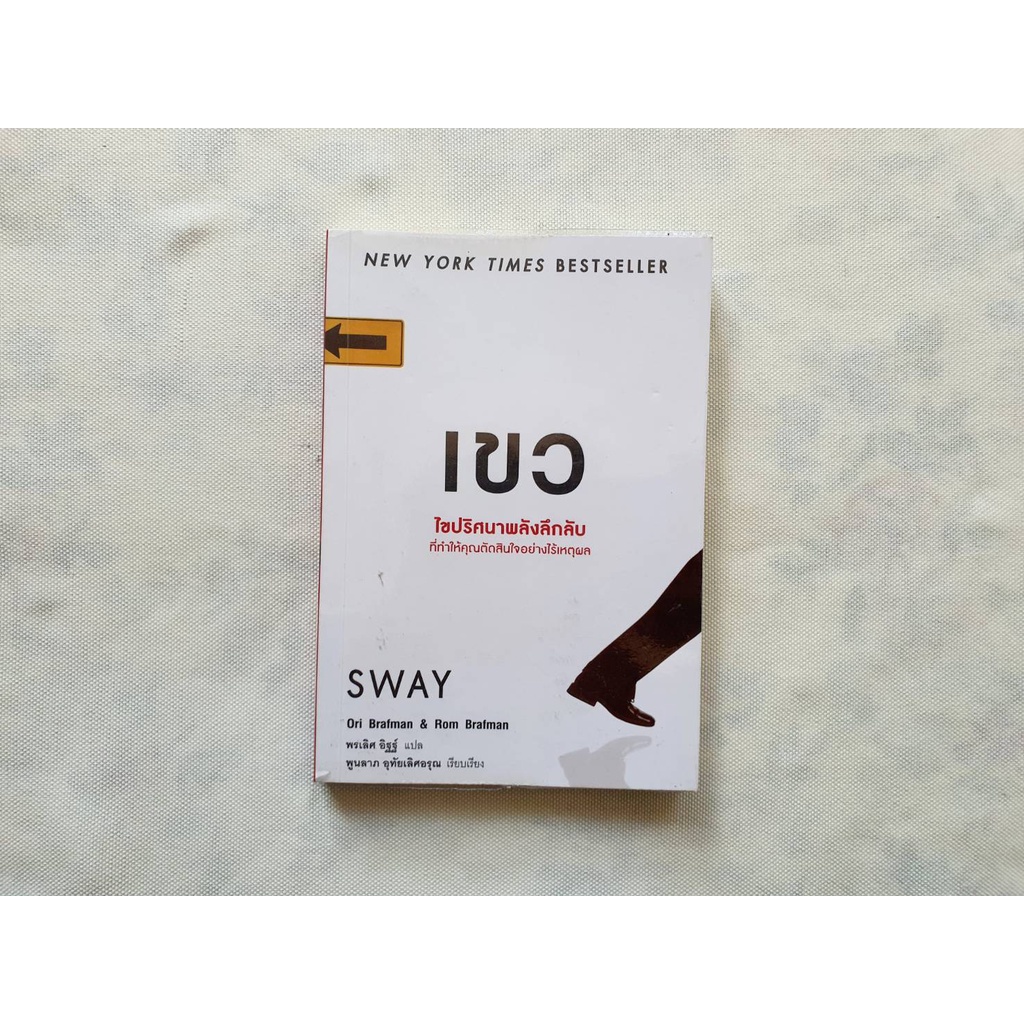 NEW YORK TIMES BESTSELLER
เขว
ไขปริศนาพลังลึกลับ
ที่ทำให้คุณตัดสินใจอย่างไร้เหตุผล
SWAY
Ori Brafman & Rom Brafman
พรเลิศ อิฐฐ์ แปล
พูนลาภ อุทัยเลิศอรุณ เรียบเรียง